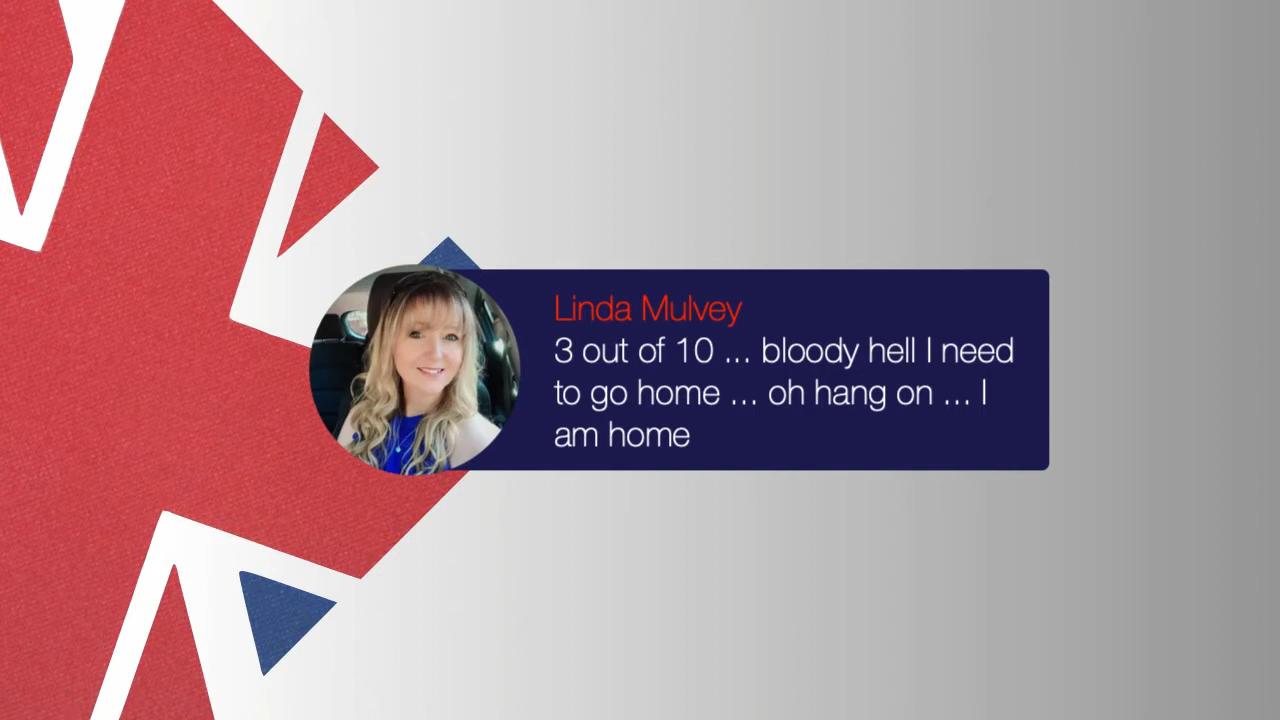 Linda Mulvey
3 out of 10 ... bloody hell I need
to go home ... oh hang on ... I
am home